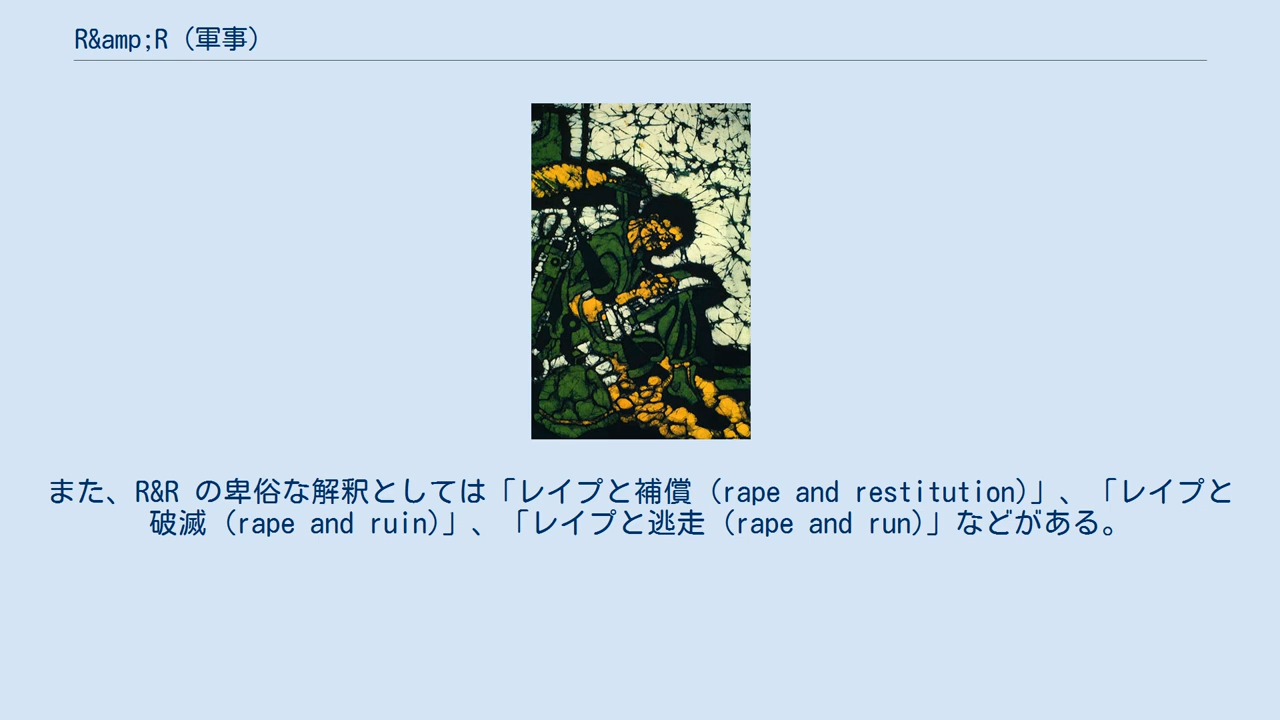 R&amp;R（軍事）
また、R&R の卑俗な解釈としては「レイプと補償（rape and restitution)」、「レイプと
破滅（rape and ruin)」、「レイプと逃走（rape and run)」などがある。